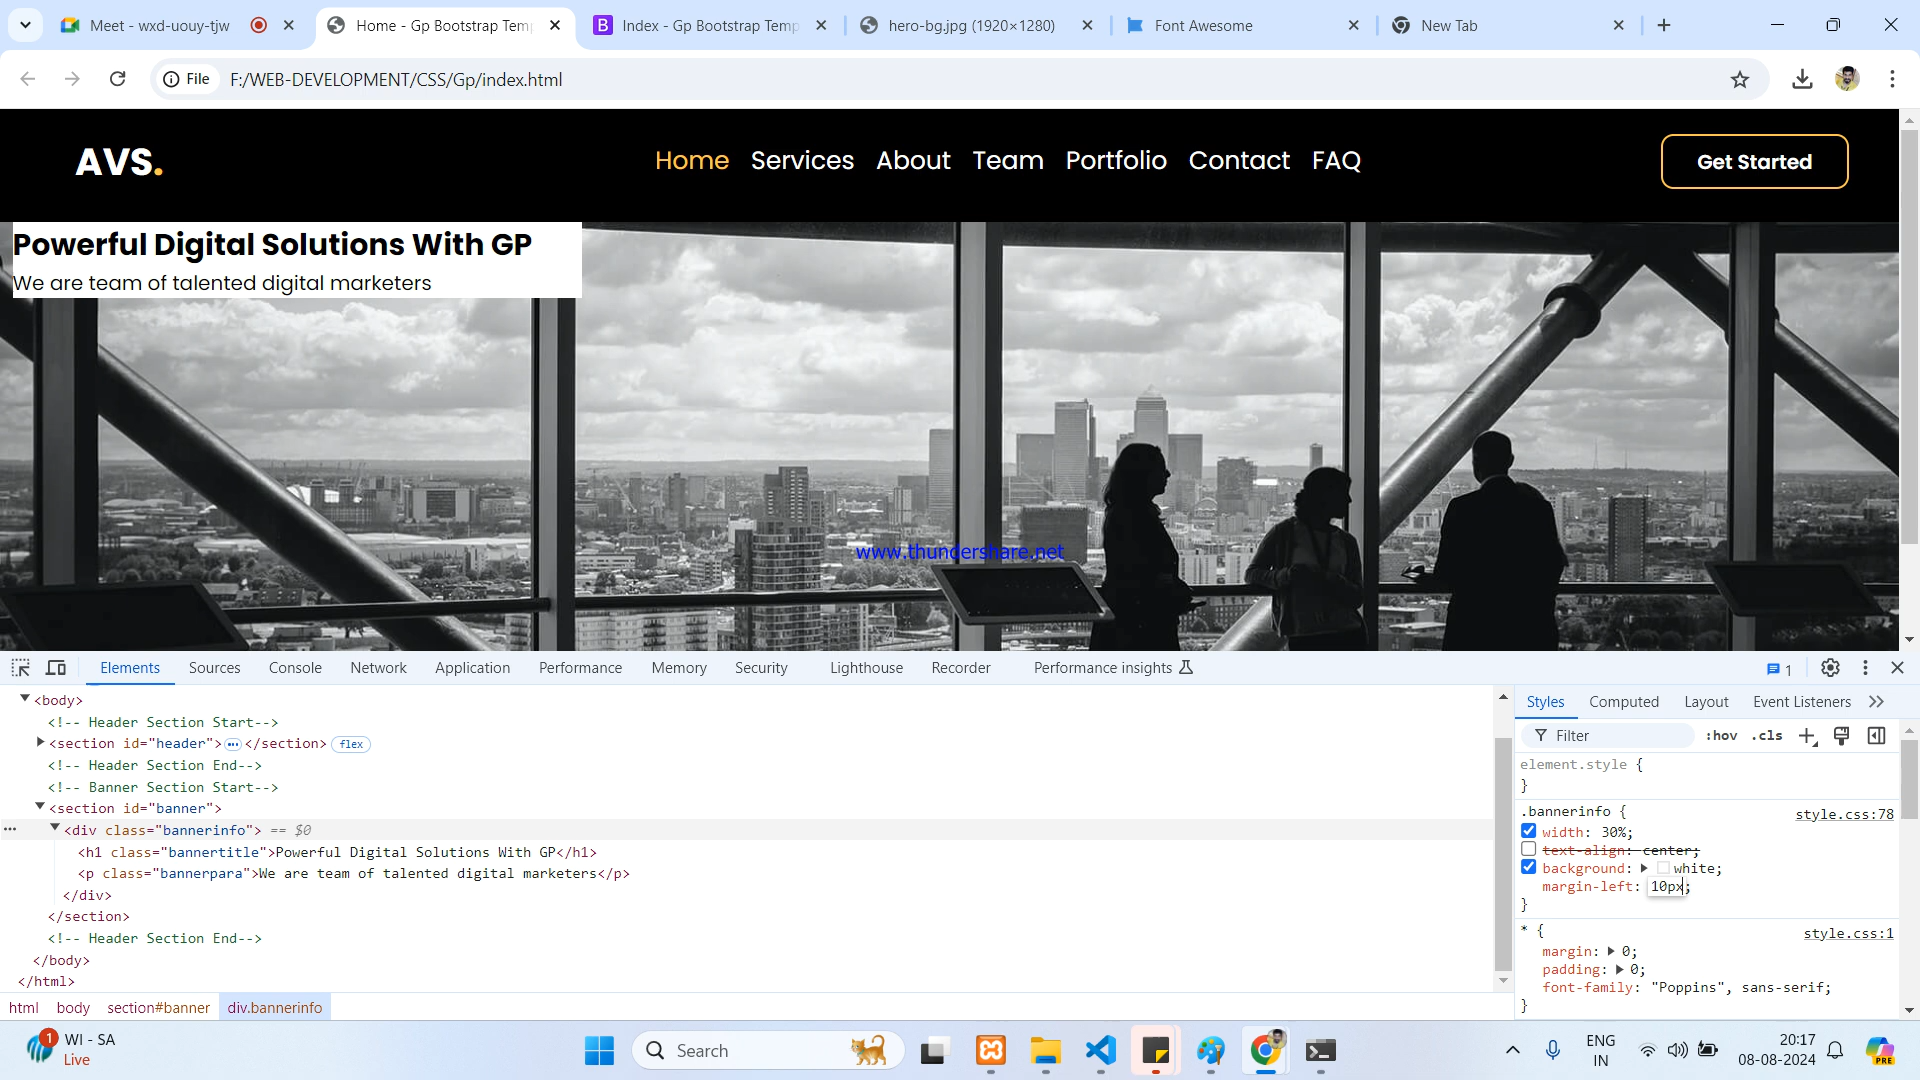 Meet - wxd-uouy-tjw
Home - Gp Bootstrap Temp
Index - Gp Bootstrap Temp
hero-bg.jpg (1920×1280)
Font Awesome
New Tab
File
F:/WEB-DEVELOPMENT/CSS/Gp/index.html
AVS.
Home Services About Team Portfolio Contact FAQ
Get Started
Powerful Digital Solutions With GP
We are team of talented digital marketers
www.thundershare.net
Elements Sources Console Network Application Performance Memory Security Lighthouse Recorder Performance insights
1
<body>
<!-- Header Section Start-->
<section id="header">…</section> flex
<!-- Header Section End-->
<!-- Banner Section Start-->
<section id="banner">
<div class="bannerinfo"> == $0
<h1 class="bannertitle">Powerful Digital Solutions With GP</h1>
<p class="bannerpara">We are team of talented digital marketers</p>
</div>
</section>
<!-- Header Section End-->
</body>
</html>
html body section#banner div.bannerinfo
Styles Computed Layout Event Listeners
Filter
:hov .cls
element.style {
}
.bannerinfo {
style.css:78
width: 30%;
text-align: center;
background: white;
margin-left: 10px;
}
* {
style.css:1
margin: 0;
padding: 0;
font-family: "Poppins", sans-serif;
}
1
WI - SA
Live
Search
ENG
IN
20:17
08-08-2024
PRE